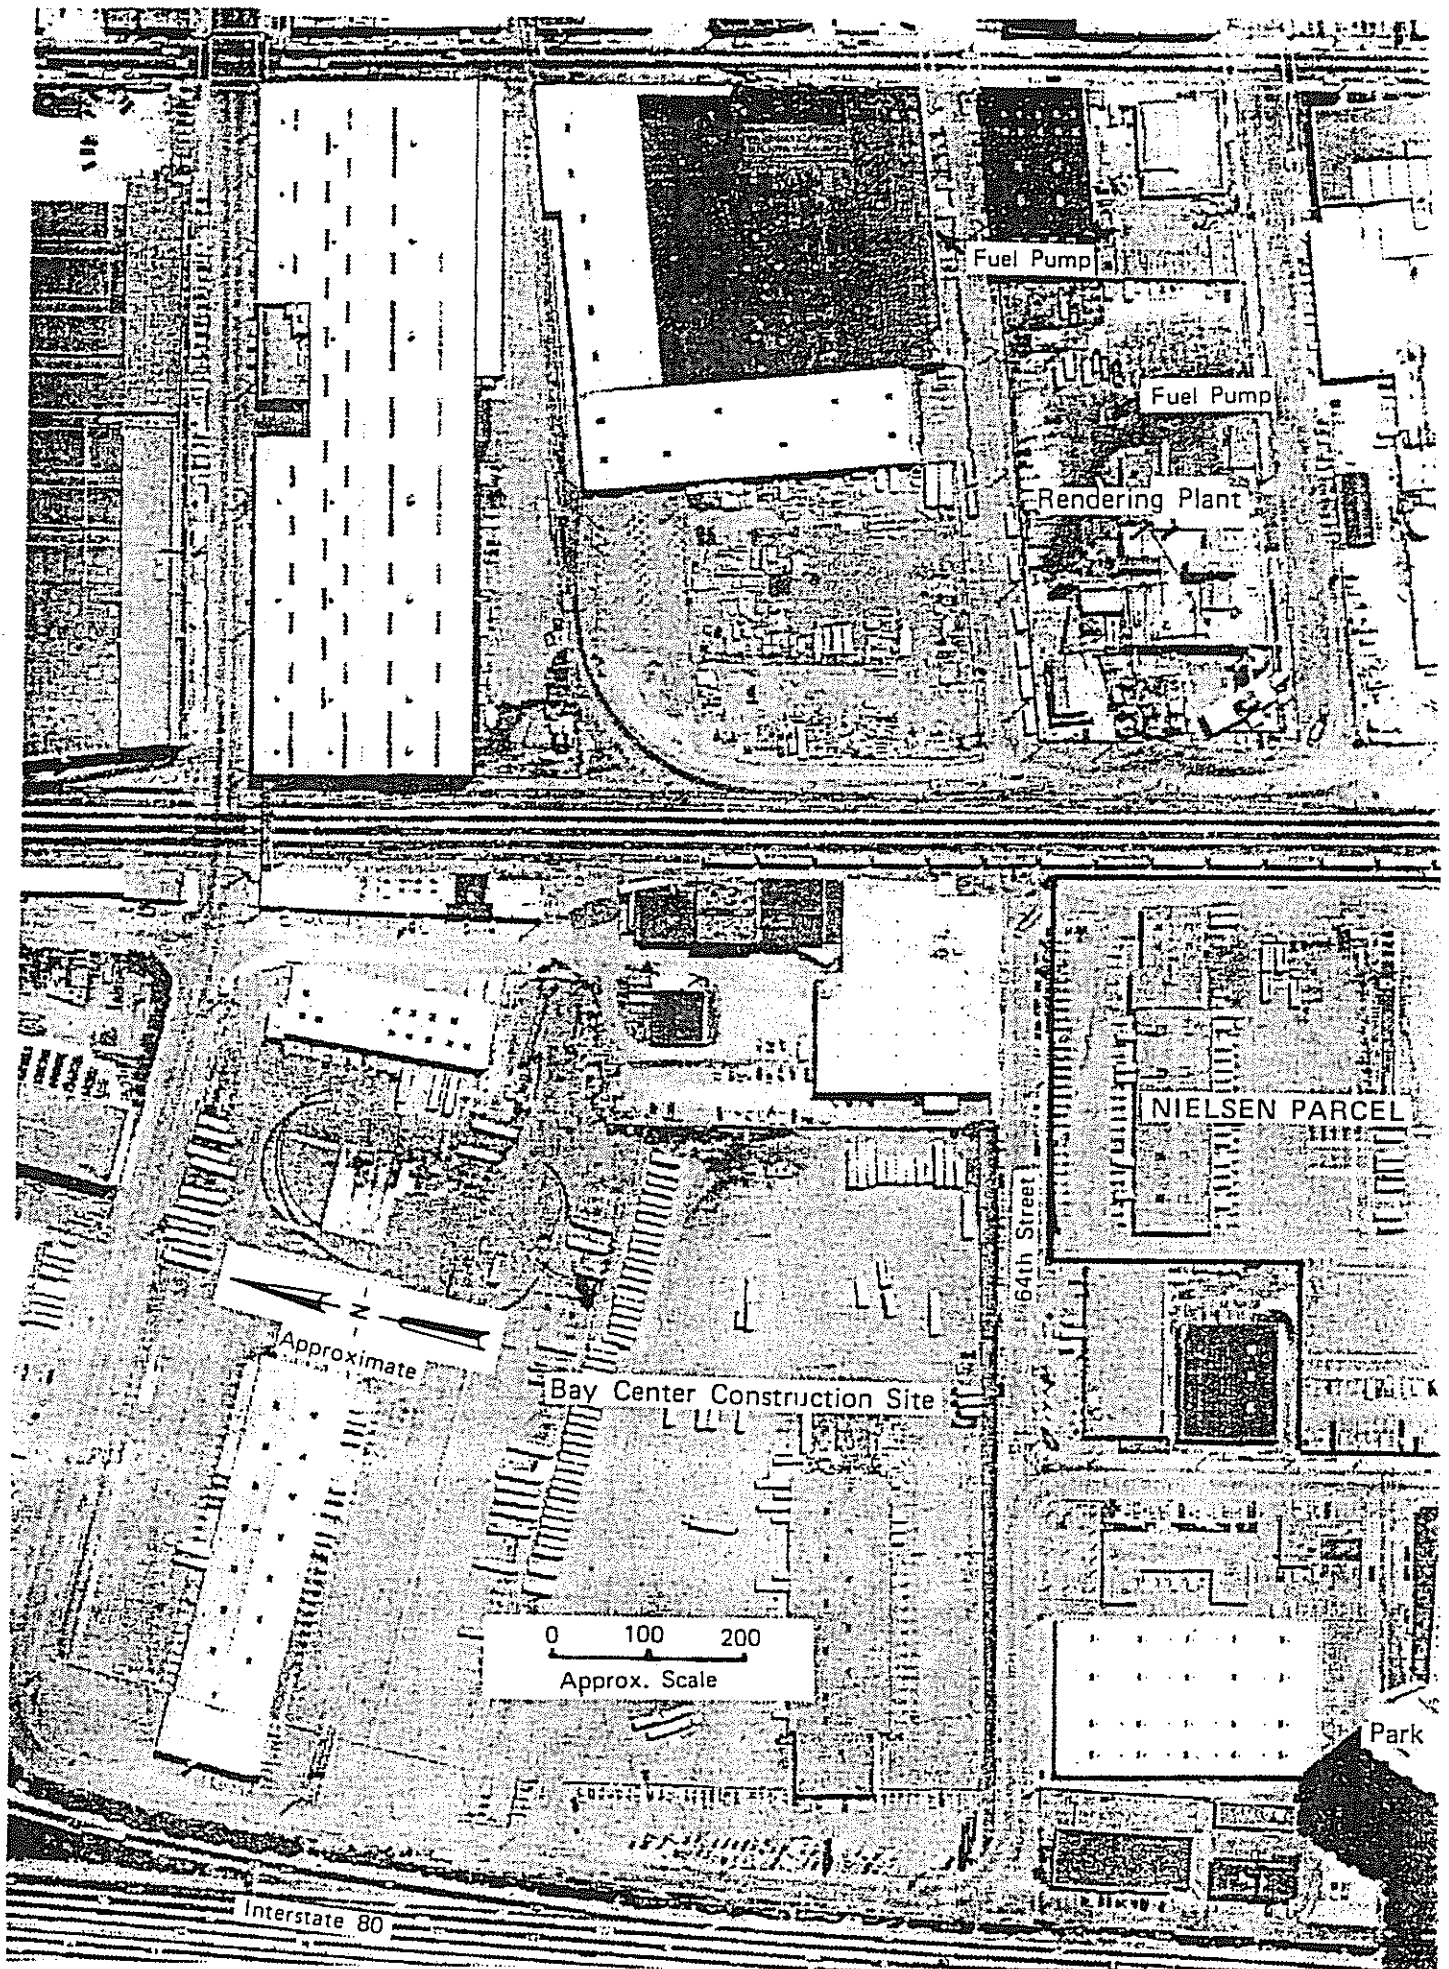 Fuel Pump
Fuel Pump
Rendering Plant
NIELSEN PARCEL
64th Street
N
Approximate
Bay Center Construction Site
0 100 200
Approx. Scale
Park
Interstate 80